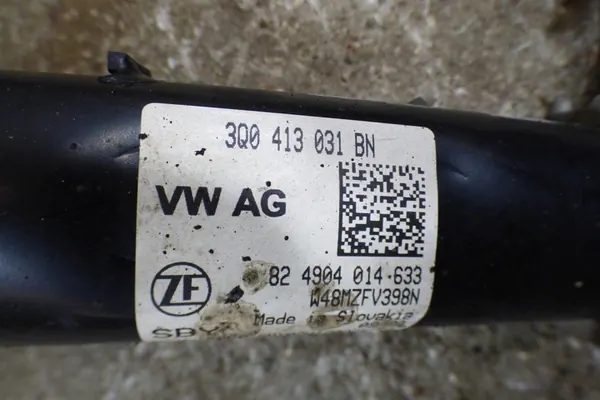 3Q0 413 031 BN
VW AG
82 4904 014 633
ZF
W48MZFV398N
Made in Slovakia